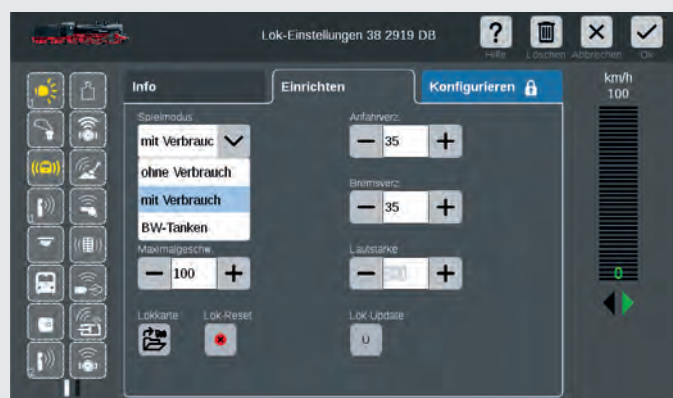 Lok-Einstellungen 38 2919 DB
?
Hilfe
Löschen
Abbrechen
Ok
Info
Einrichten
Konfigurieren
km/h
100
Spielmodus
mit Verbrauc
ohne Verbrauch
mit Verbrauch
BW-Tanken
Anfahrverz.
— 35 +
Bremsverz.
— 35 +
Maximalgeschw.
— 100 +
Lautstärke
— +
Lokkarte
Lok-Reset
Lok-Update
U
0